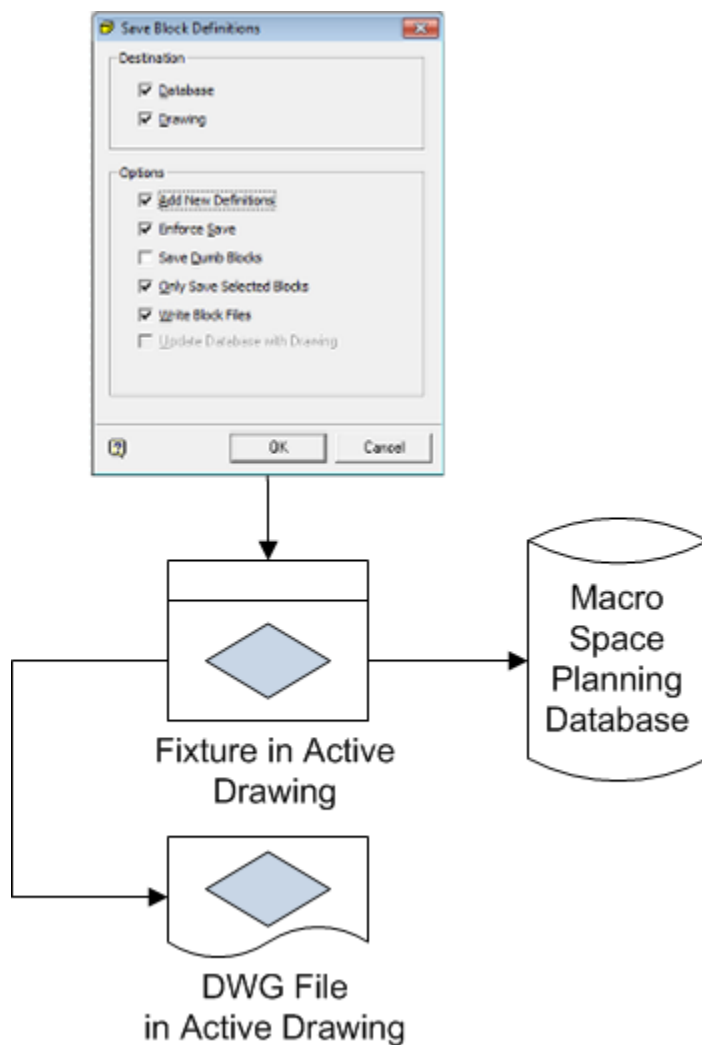 Save Block Definitions
Destination
Database
Drawing
Options
Add New Definitions
Enforce Save
Save Dumb Blocks
Only Save Selected Blocks
Write Block Files
Update Database with Drawing
OK
Cancel
Macro
Space
Planning
Database
Fixture in Active
Drawing
DWG File
in Active Drawing